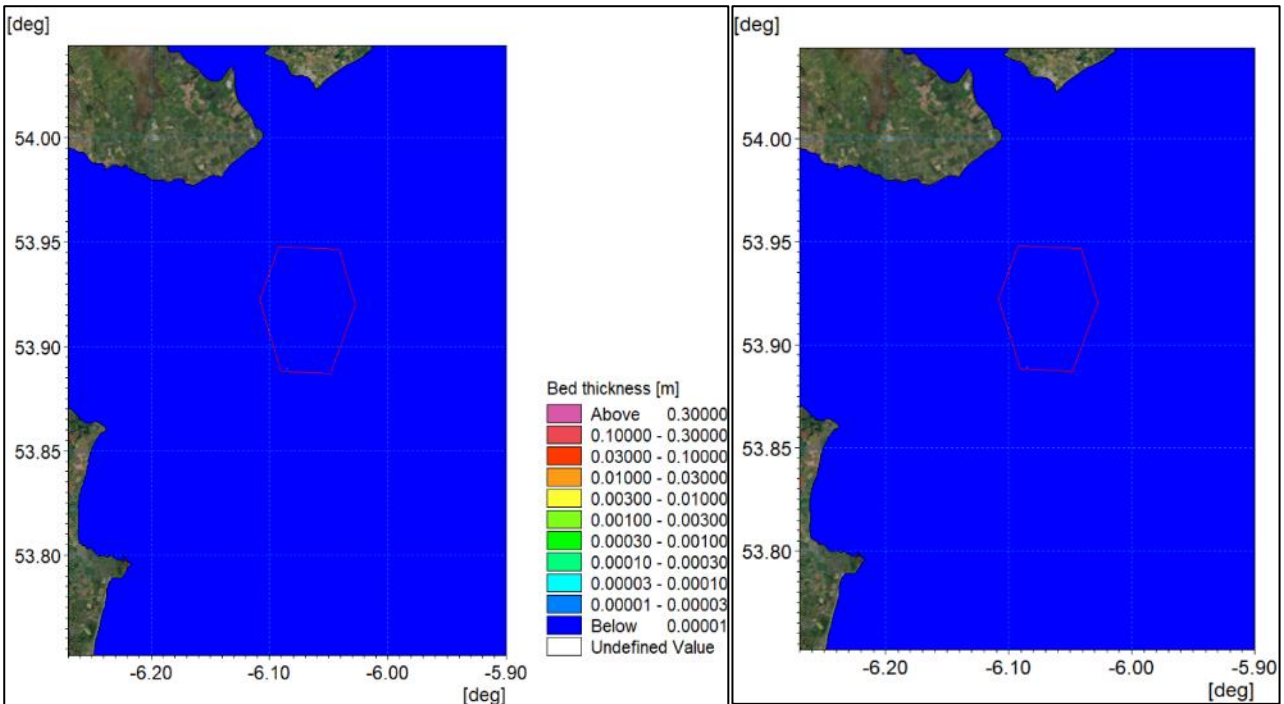 [deg]
54.00
53.95
53.90
53.85
53.80
-6.20
-6.10
-6.00
-5.90
[deg]
Bed thickness [m]
Above 0.30000
0.10000 - 0.30000
0.03000 - 0.10000
0.01000 - 0.03000
0.00300 - 0.01000
0.00100 - 0.00300
0.00030 - 0.00100
0.00010 - 0.00030
0.00003 - 0.00010
0.00001 - 0.00003
Below 0.00001
Undefined Value
[deg]
54.00
53.95
53.90
53.85
53.80
-6.20
-6.10
-6.00
-5.90
[deg]